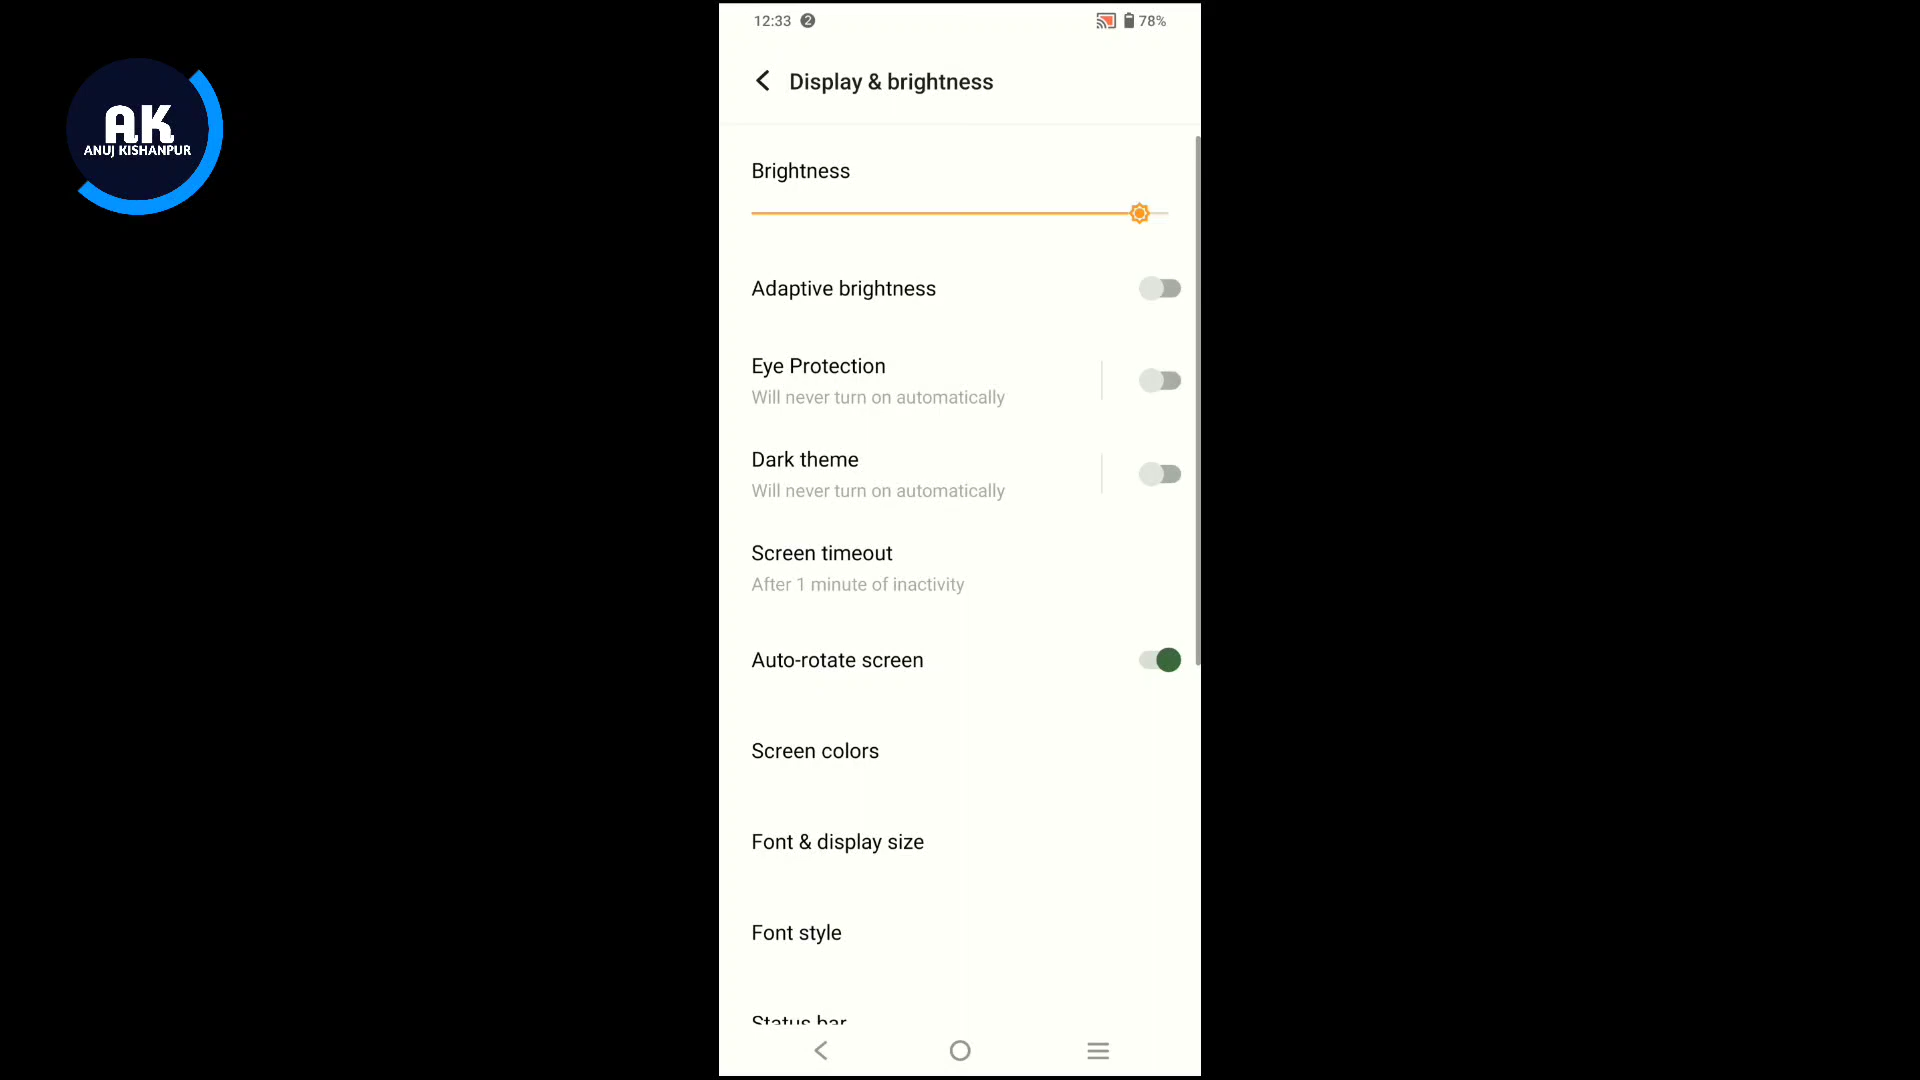 12:33 2
78%
AK
ANUJ KISHANPUR
Display & brightness
Brightness
Adaptive brightness
Eye Protection
Will never turn on automatically
Dark theme
Will never turn on automatically
Screen timeout
After 1 minute of inactivity
Auto-rotate screen
Screen colors
Font & display size
Font style
Status bar